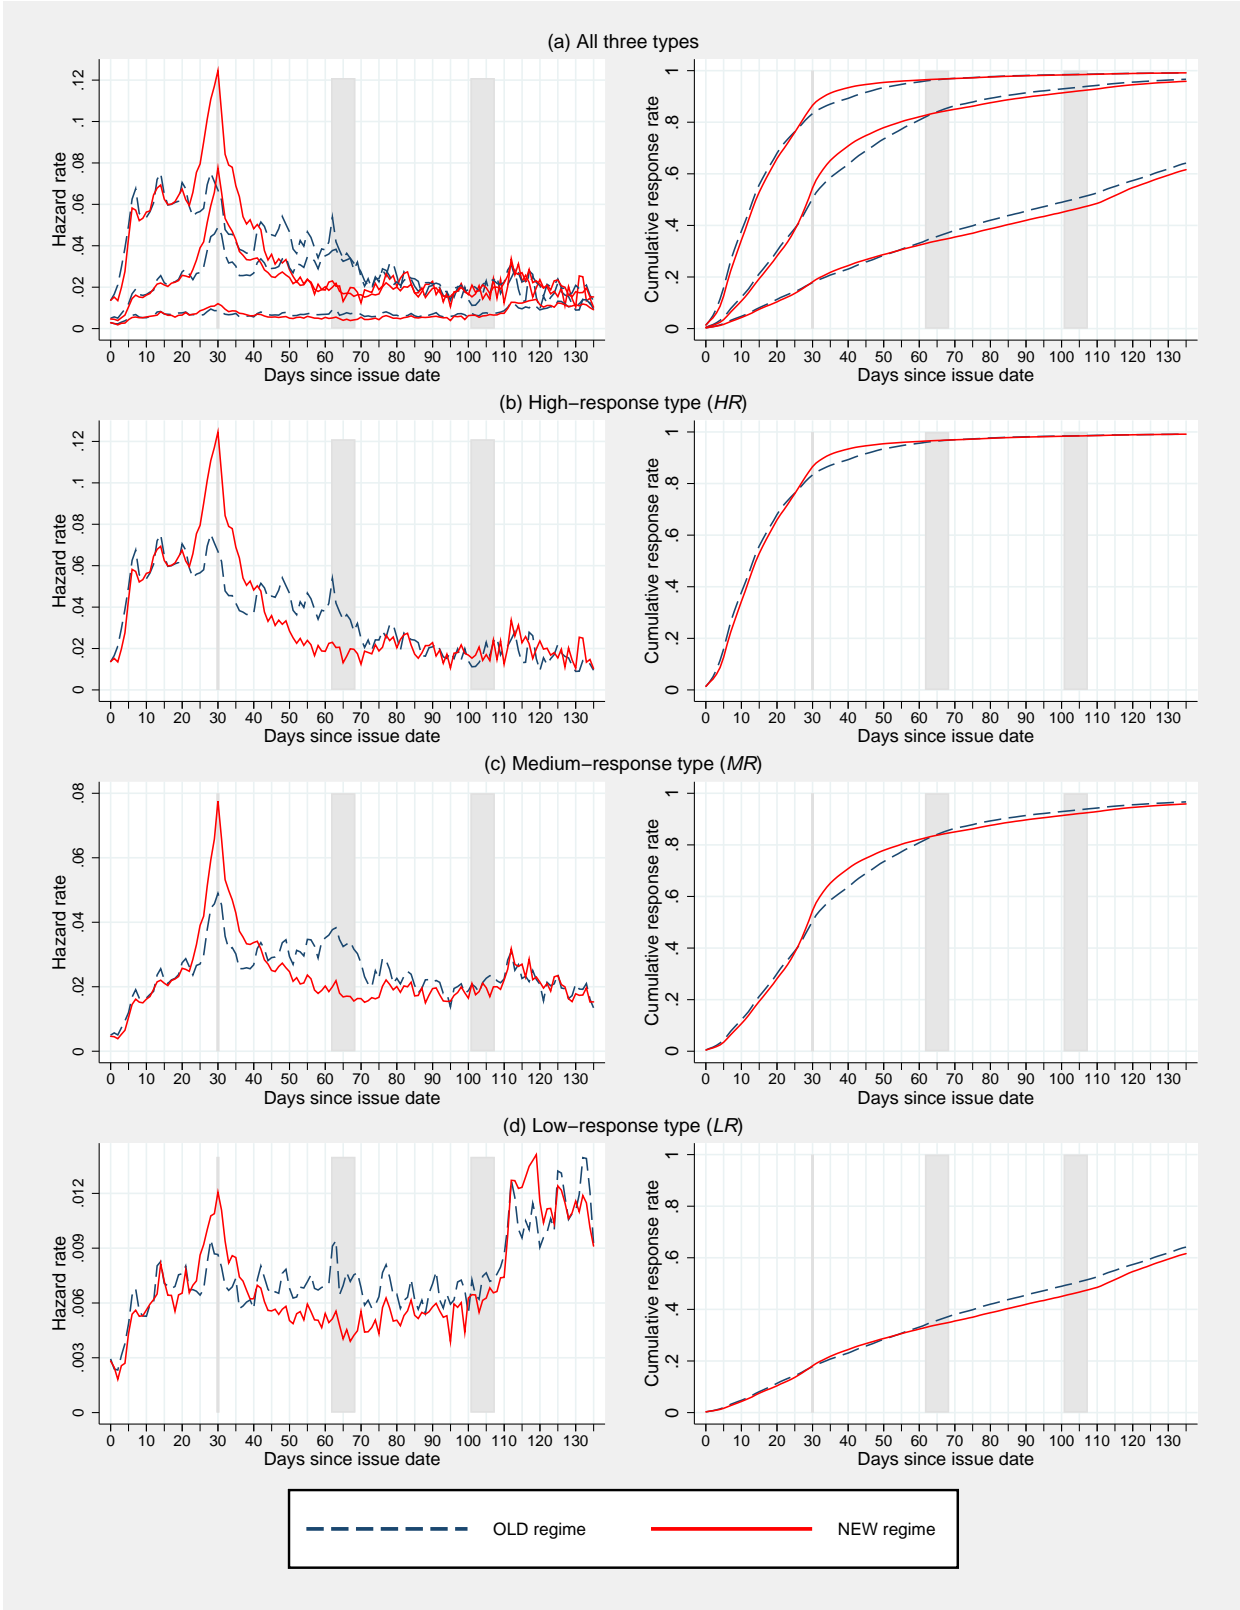 (a) All three types
Hazard rate
0 .02 .04 .06 .08 .1 .12
0 10 20 30 40 50 60 70 80 90 100 110 120 130
Days since issue date
Cumulative response rate
0 .2 .4 .6 .8 1
0 10 20 30 40 50 60 70 80 90 100 110 120 130
Days since issue date
(b) High−response type (HR)
Hazard rate
0 .02 .04 .06 .08 .1 .12
0 10 20 30 40 50 60 70 80 90 100 110 120 130
Days since issue date
Cumulative response rate
0 .2 .4 .6 .8 1
0 10 20 30 40 50 60 70 80 90 100 110 120 130
Days since issue date
(c) Medium−response type (MR)
Hazard rate
0 .02 .04 .06 .08
0 10 20 30 40 50 60 70 80 90 100 110 120 130
Days since issue date
Cumulative response rate
0 .2 .4 .6 .8 1
0 10 20 30 40 50 60 70 80 90 100 110 120 130
Days since issue date
(d) Low−response type (LR)
Hazard rate
0 .003 .006 .009 .012
0 10 20 30 40 50 60 70 80 90 100 110 120 130
Days since issue date
Cumulative response rate
0 .2 .4 .6 .8 1
0 10 20 30 40 50 60 70 80 90 100 110 120 130
Days since issue date
OLD regime NEW regime